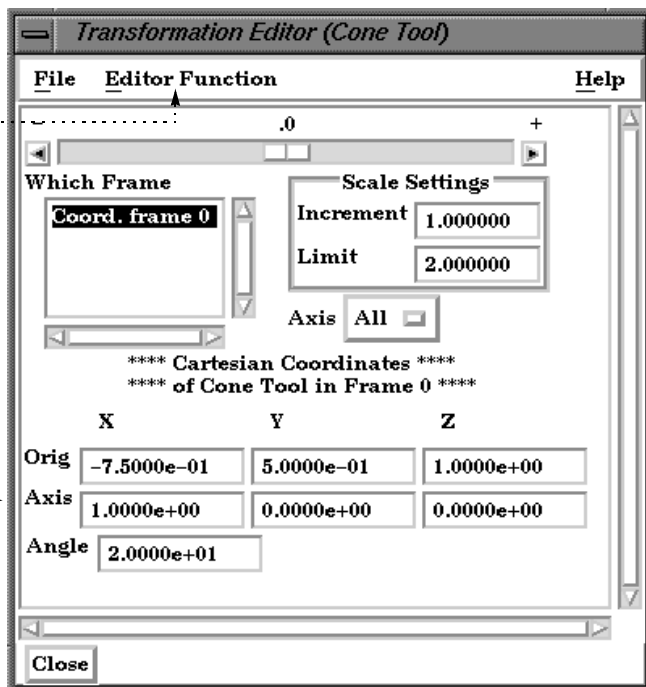 Transformation Editor (Cone Tool)
File Editor Function Help
- .0 +
Which Frame
Coord. frame 0
Scale Settings
Increment 1.000000
Limit 2.000000
Axis All
**** Cartesian Coordinates ****
**** of Cone Tool in Frame 0 ****
X Y Z
Orig -7.5000e-01 5.0000e-01 1.0000e+00
Axis 1.0000e+00 0.0000e+00 0.0000e+00
Angle 2.0000e+01
Close